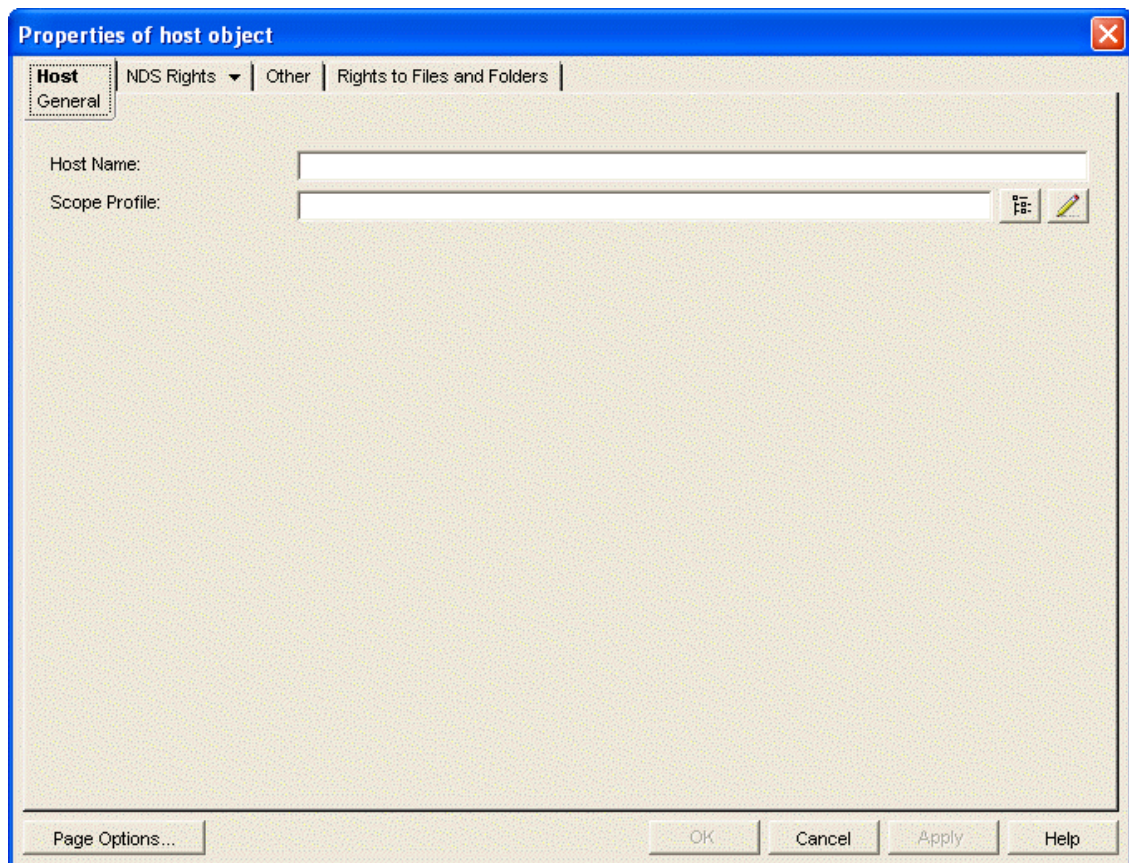 Properties of host object
Host NDS Rights Other Rights to Files and Folders
General
Host Name:
Scope Profile:
Page Options... OK Cancel Apply Help